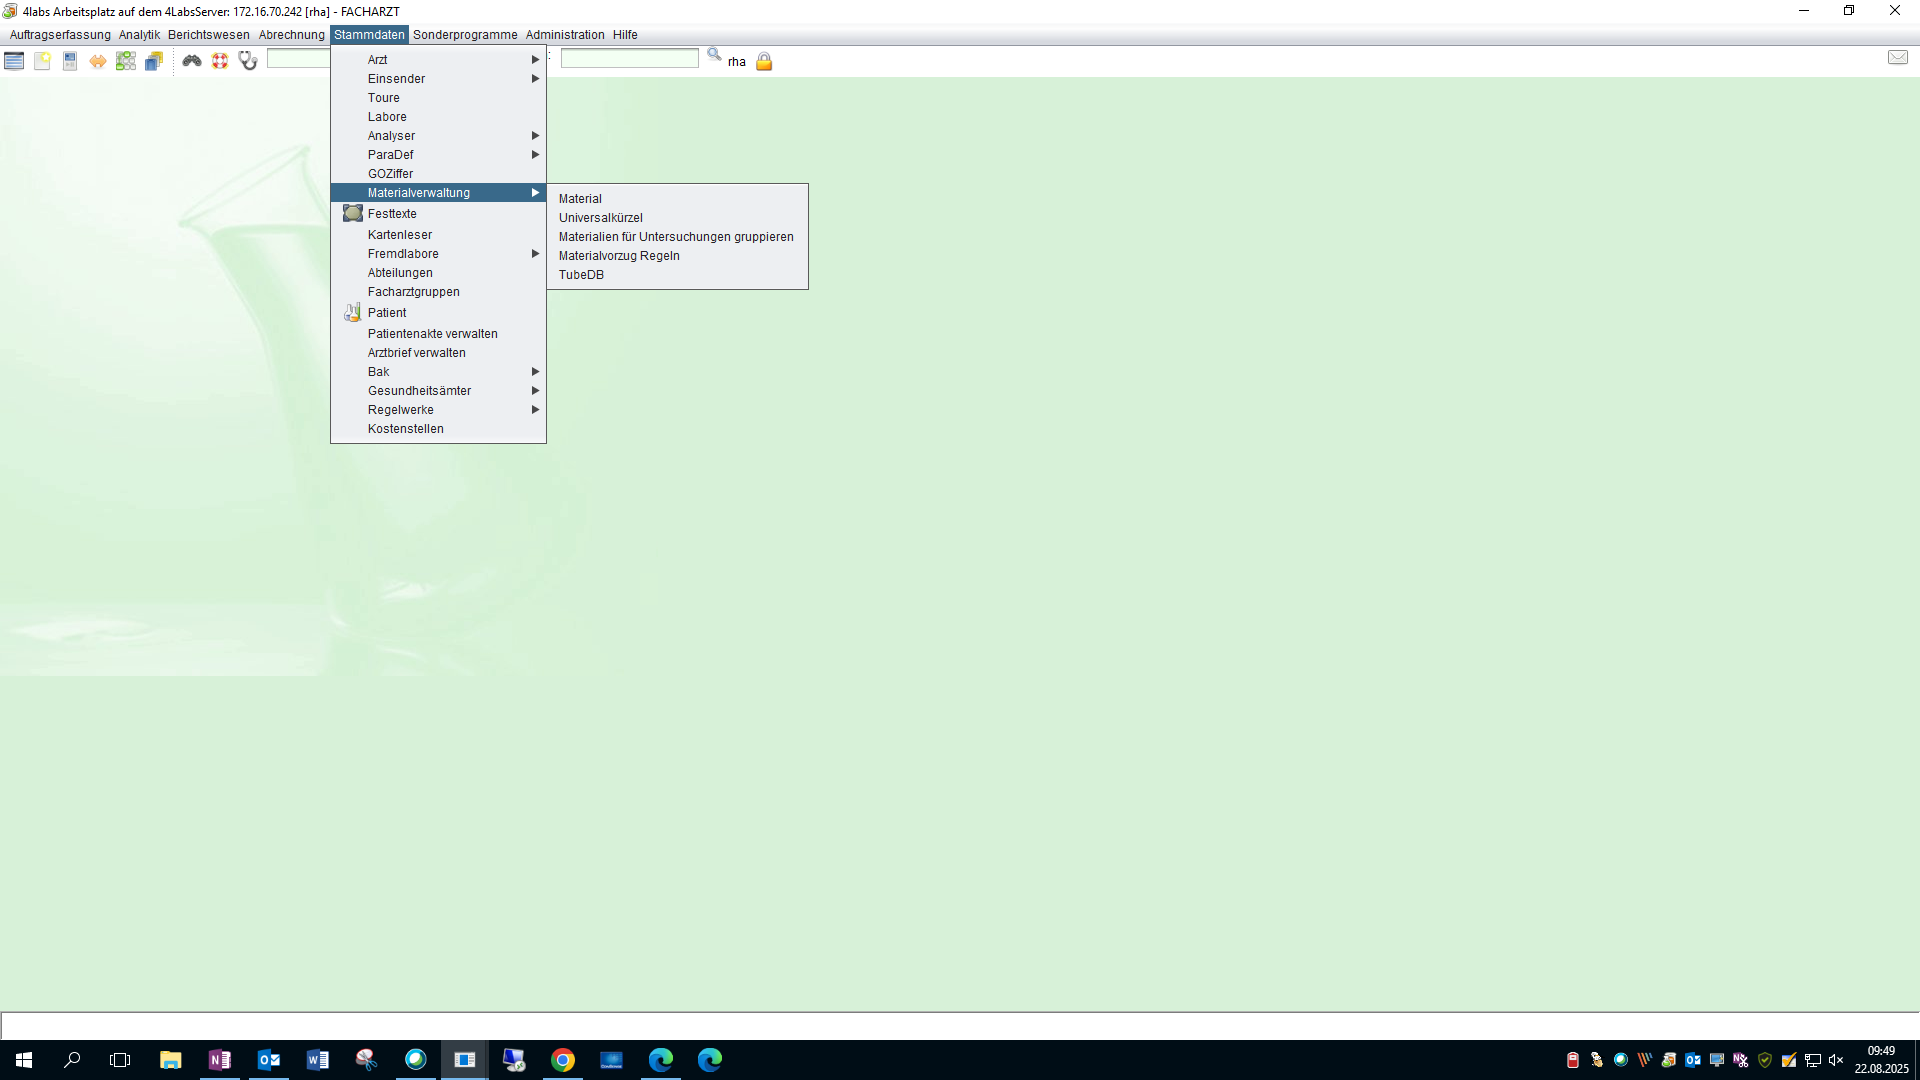 4labs Arbeitsplatz auf dem 4LabsServer: 172.16.70.242 [rha] - FACHARZT
Auftragserfassung Analytik Berichtswesen Abrechnung Stammdaten Sonderprogramme Administration Hilfe
: rha
Arzt
Einsender
Toure
Labore
Analyser
ParaDef
GOZiffer
Materialverwaltung
Festtexte
Kartenleser
Fremdlabore
Abteilungen
Facharztgruppen
Patient
Patientenakte verwalten
Arztbrief verwalten
Bak
Gesundheitsämter
Regelwerke
Kostenstellen
Material
Universalkürzel
Materialien für Untersuchungen gruppieren
Materialvorzug Regeln
TubeDB
09:49
22.08.2025